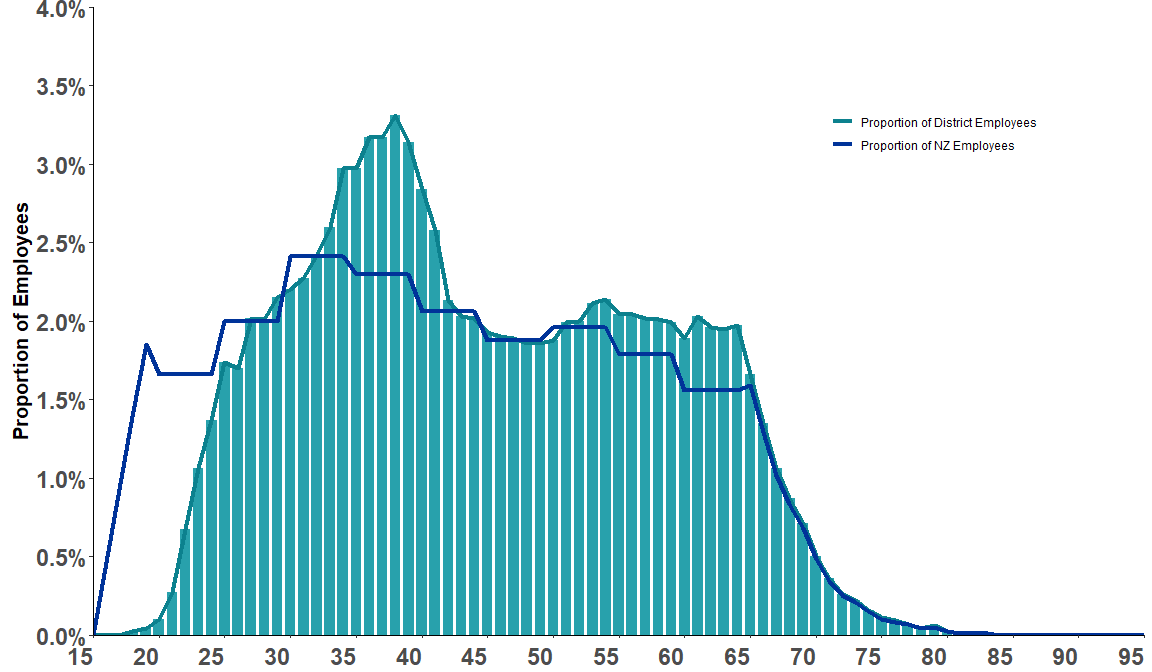 4.0%
3.5%
3.0%
2.5%
2.0%
1.5%
1.0%
0.5%
0.0%
Proportion of Employees
Proportion of District Employees
Proportion of NZ Employees
15 20 25 30 35 40 45 50 55 60 65 70 75 80 85 90 95